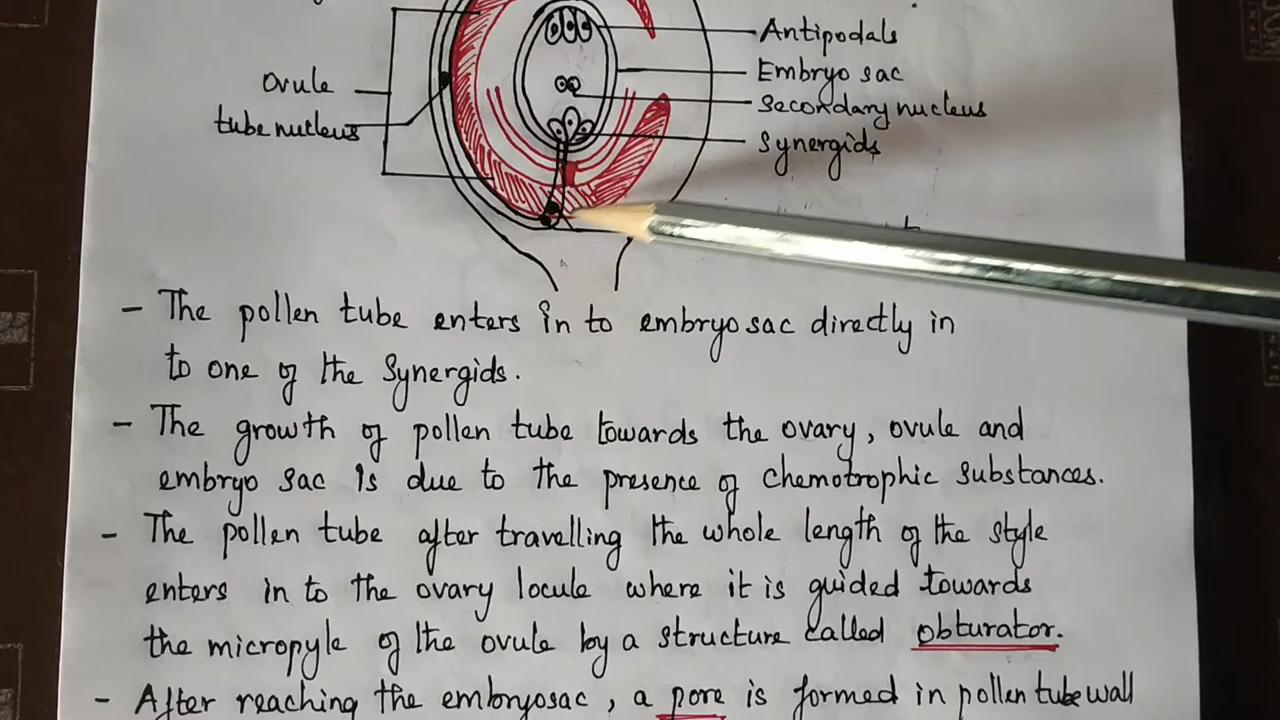 Antipodals
Embryo sac
Secondary nucleus
Synergids
Ovule
tube nucleus
- The pollen tube enters in to embryo sac directly in
to one of the Synergids.
- The growth of pollen tube towards the ovary, ovule and
embryo sac is due to the presence of chemotrophic substances.
- The pollen tube after travelling the whole length of the style
enters in to the ovary locule where it is guided towards
the micropyle of the ovule by a structure called obturator.
- After reaching the embryosac, a pore is formed in pollen tube wall